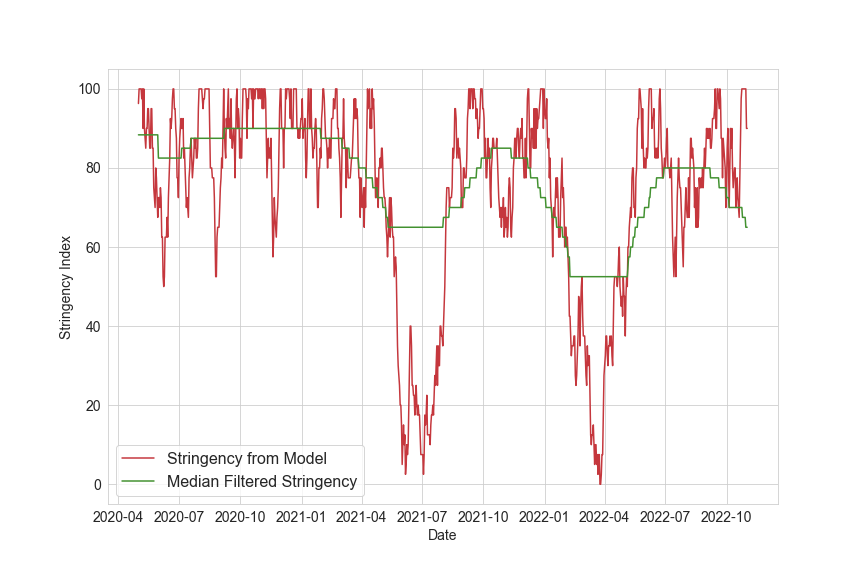 100
80
60
40
20
0
Stringency Index
Stringency from Model
Median Filtered Stringency
2020-04 2020-07 2020-10 2021-01 2021-04 2021-07 2021-10 2022-01 2022-04 2022-07 2022-10
Date